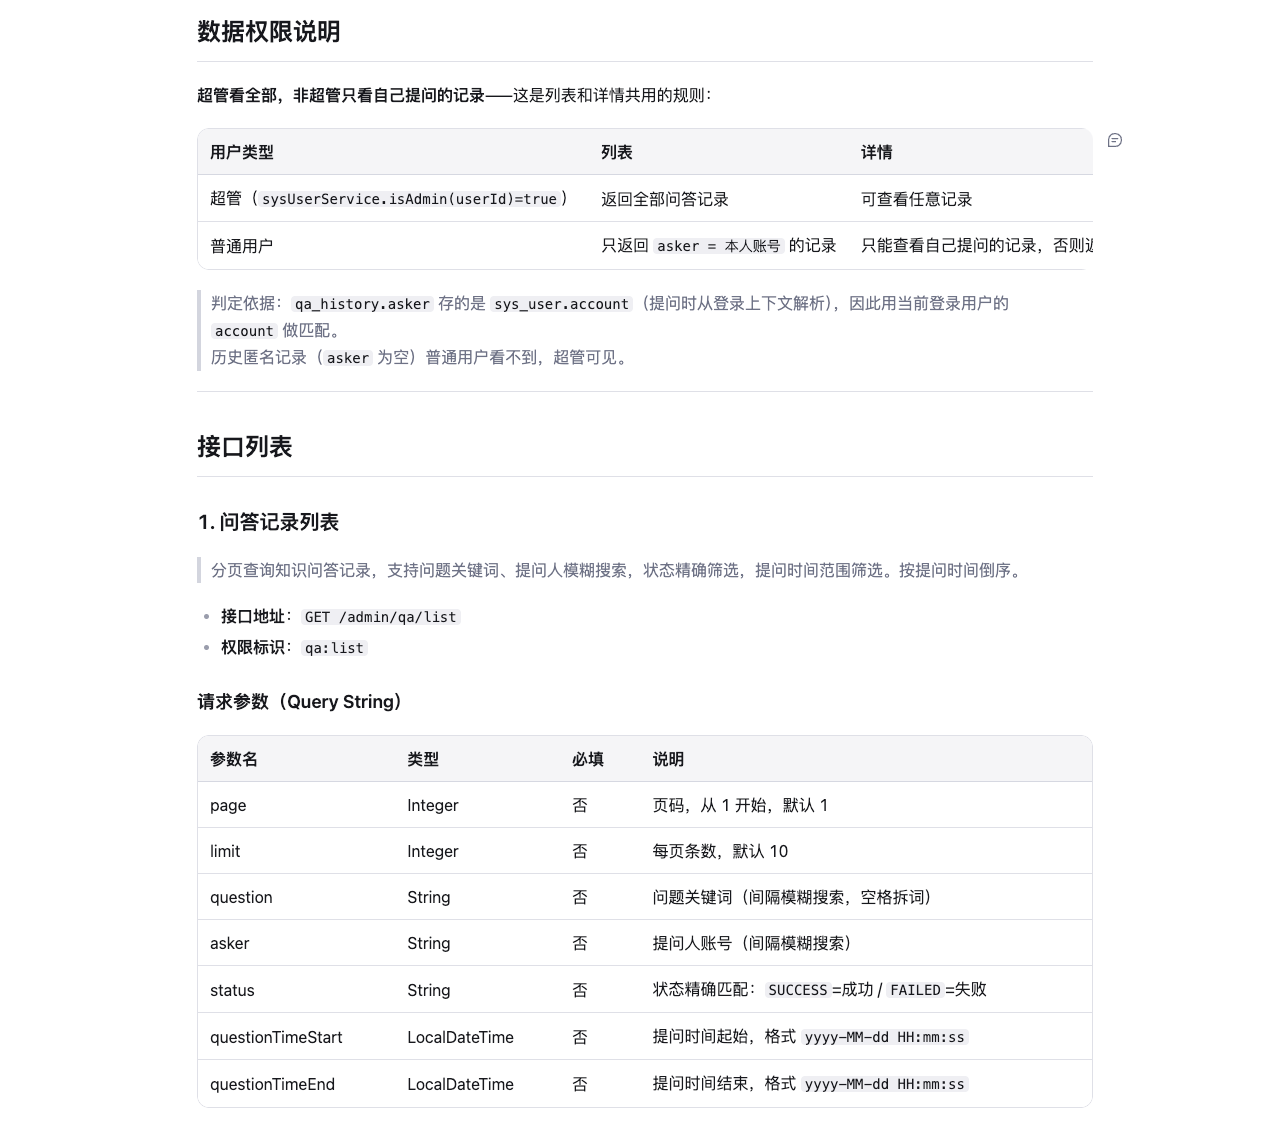 数据权限说明
超管看全部，非超管只看自己提问的记录——这是列表和详情共用的规则：
用户类型 列表 详情
超管（sysUserService.isAdmin(userId)=true） 返回全部问答记录 可查看任意记录
普通用户 只返回 asker = 本人账号 的记录 只能查看自己提问的记录，否则
判定依据：qa_history.asker 存的是 sys_user.account（提问时从登录上下文解析），因此用当前登录用户的
account 做匹配。
历史匿名记录（asker 为空）普通用户看不到，超管可见。
接口列表
1. 问答记录列表
分页查询知识问答记录，支持问题关键词、提问人模糊搜索，状态精确筛选，提问时间范围筛选。按提问时间倒序。
接口地址：GET /admin/qa/list
权限标识：qa:list
请求参数（Query String）
参数名 类型 必填 说明
page Integer 否 页码，从 1 开始，默认 1
limit Integer 否 每页条数，默认 10
question String 否 问题关键词（间隔模糊搜索，空格拆词）
asker String 否 提问人账号（间隔模糊搜索）
status String 否 状态精确匹配：SUCCESS=成功 / FAILED=失败
questionTimeStart LocalDateTime 否 提问时间起始，格式 yyyy-MM-dd HH:mm:ss
questionTimeEnd LocalDateTime 否 提问时间结束，格式 yyyy-MM-dd HH:mm:ss